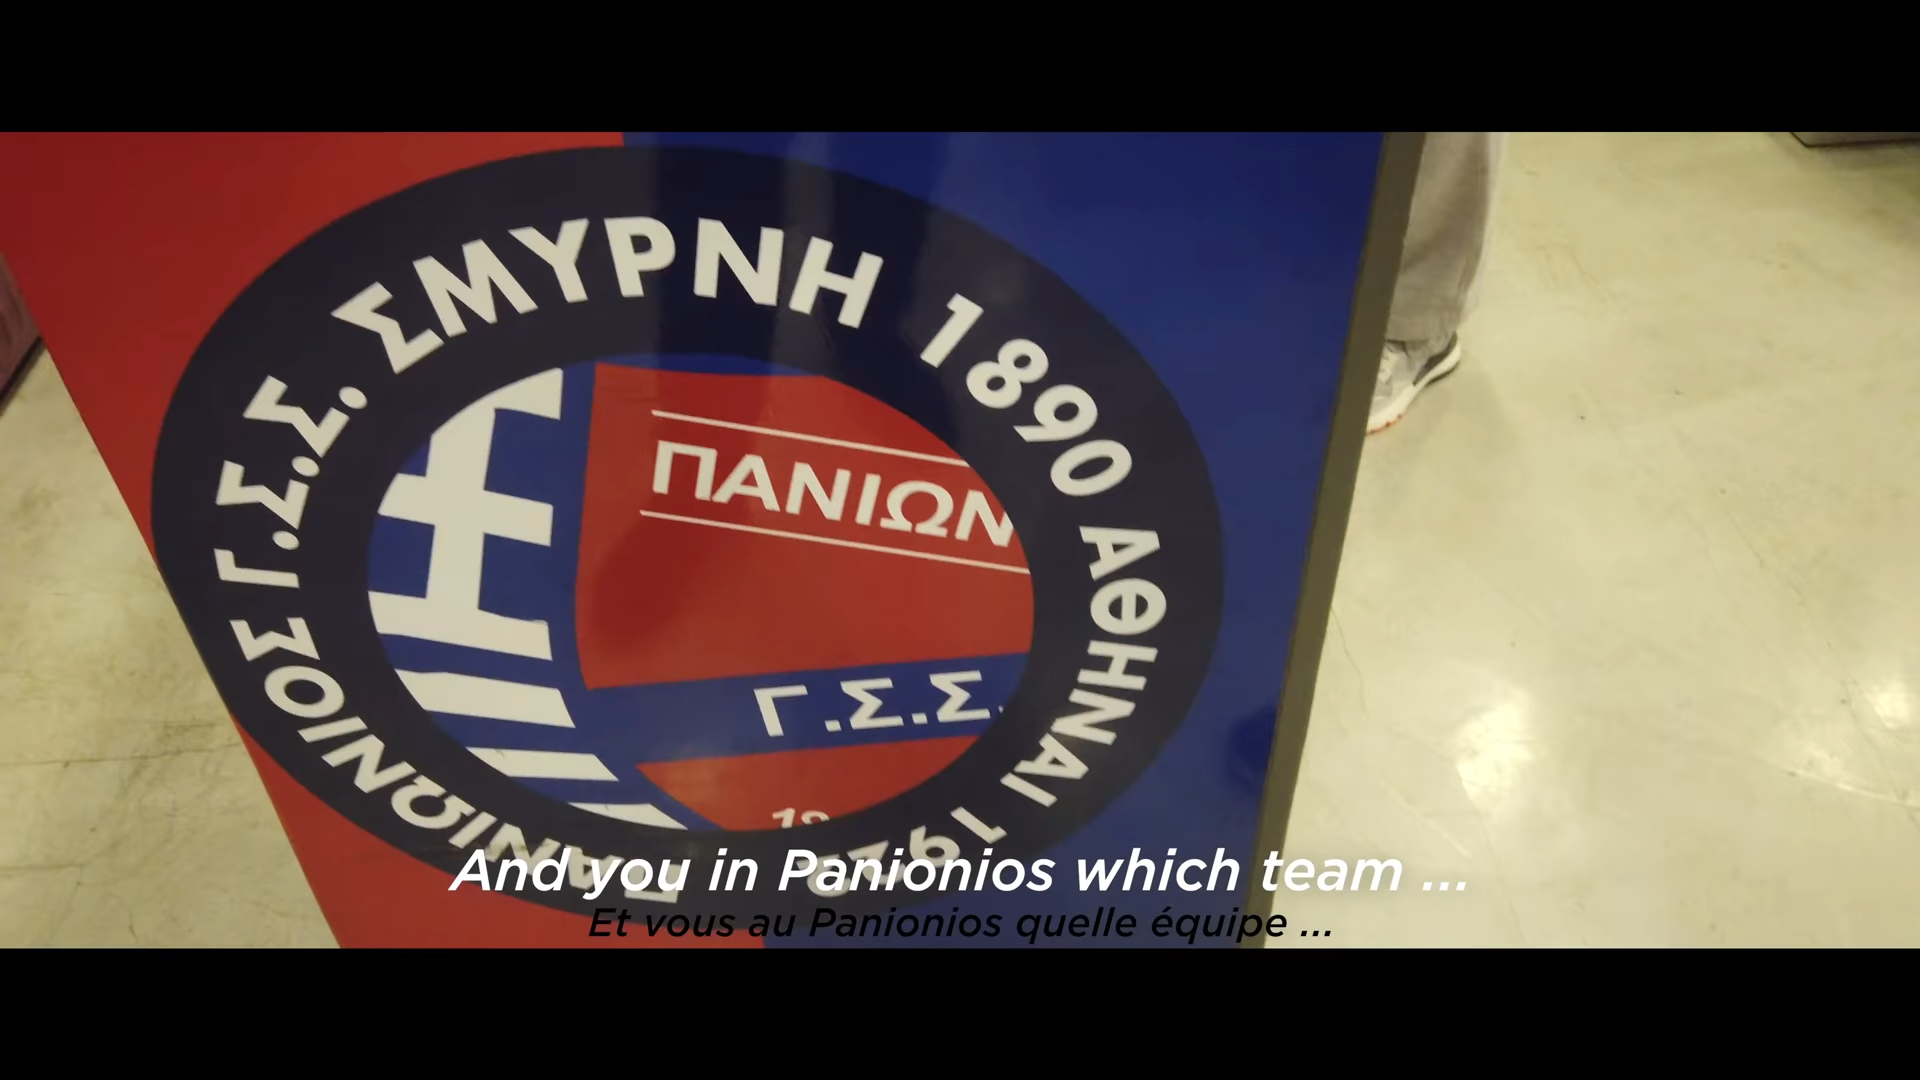 ΠΑΝΙΩΝΙΟΣ Γ.Σ.Σ. ΣΜΥΡΝΗ 1890 ΑΘΗΝΑΙ
ΠΑΝΙΩΝ
Γ.Σ.Σ.
And you in Panionios which team ...
Et vous au Panionios quelle équipe ...